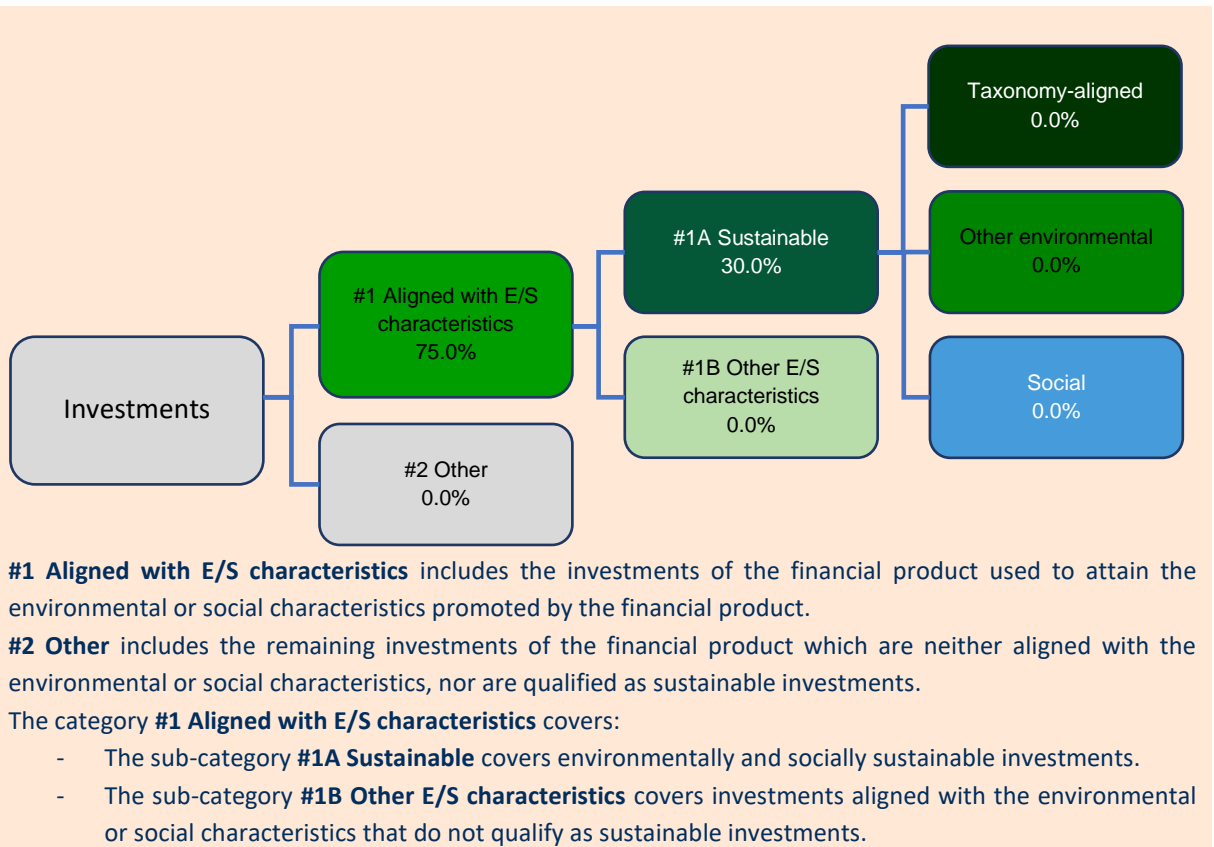 Investments
#1 Aligned with E/S
characteristics
75.0%
#2 Other
0.0%
#1A Sustainable
30.0%
#1B Other E/S
characteristics
0.0%
Taxonomy-aligned
0.0%
Other environmental
0.0%
Social
0.0%
#1 Aligned with E/S characteristics includes the investments of the financial product used to attain the
environmental or social characteristics promoted by the financial product.
#2 Other includes the remaining investments of the financial product which are neither aligned with the
environmental or social characteristics, nor are qualified as sustainable investments.
The category #1 Aligned with E/S characteristics covers:
- The sub-category #1A Sustainable covers environmentally and socially sustainable investments.
- The sub-category #1B Other E/S characteristics covers investments aligned with the environmental
or social characteristics that do not qualify as sustainable investments.